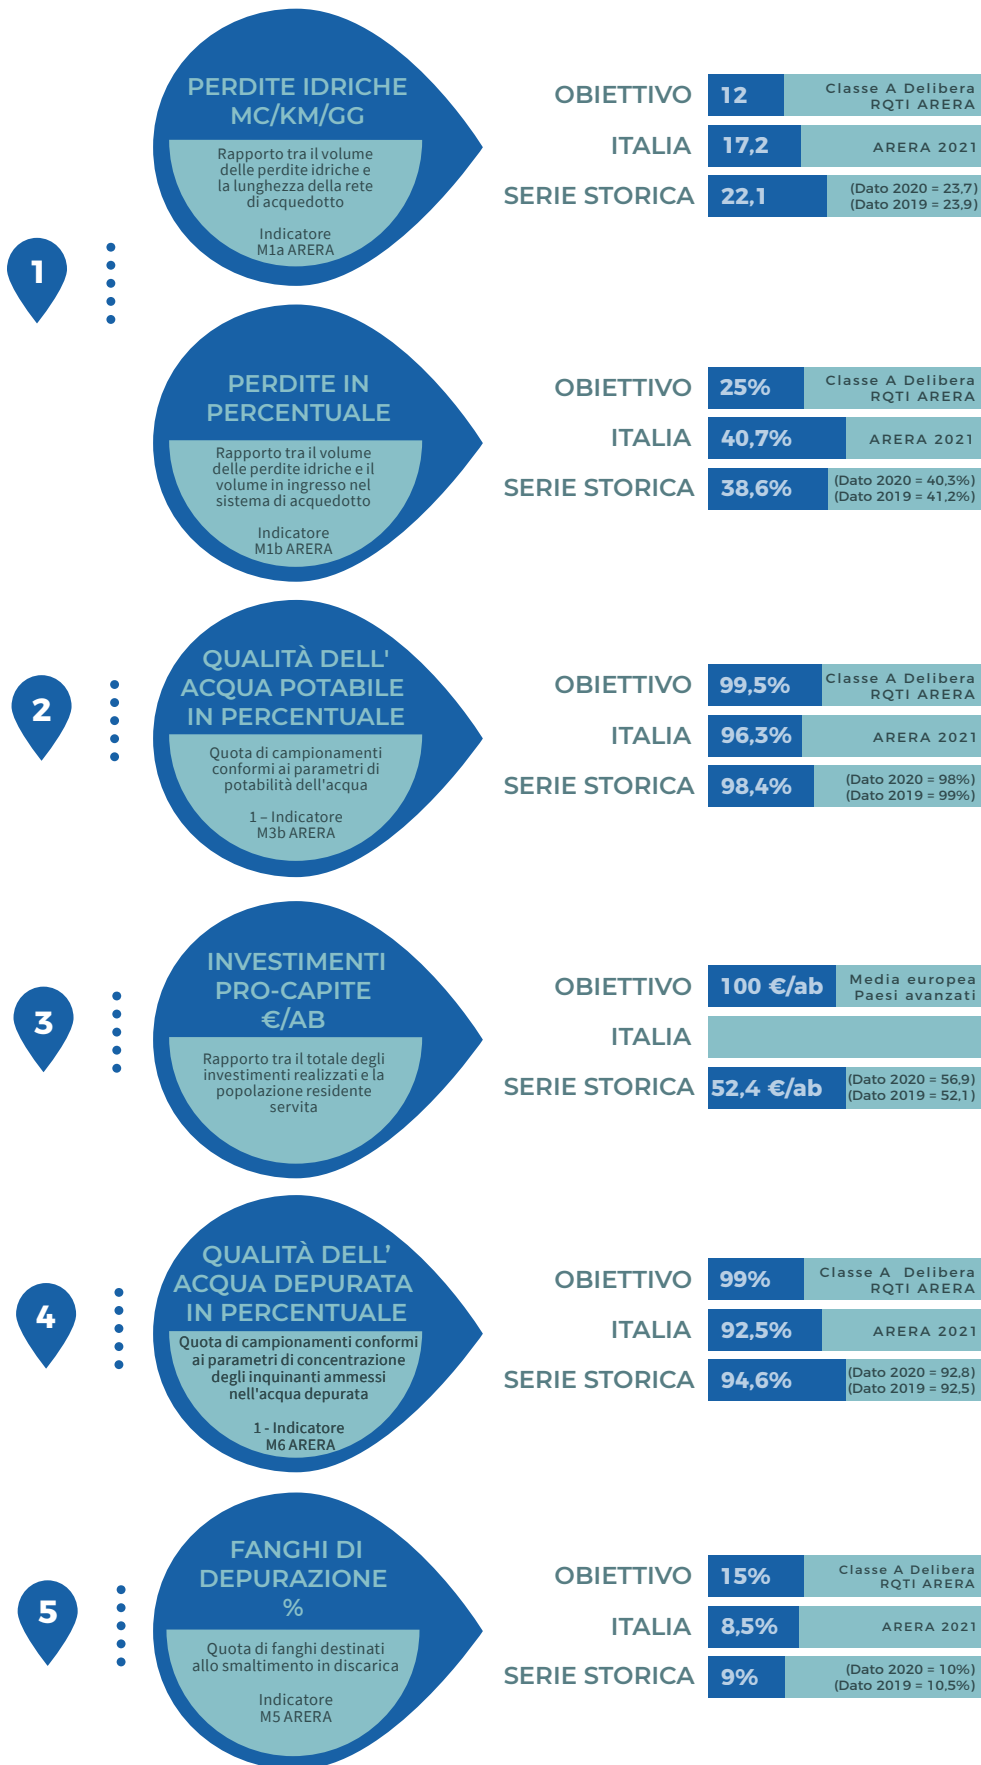 1
PERDITE IDRICHE
MC/KM/GG
Rapporto tra il volume
delle perdite idriche e
la lunghezza della rete
di acquedotto
Indicatore
M1a ARERA
OBIETTIVO
12
Classe A Delibera
RQTI ARERA
ITALIA
17,2
ARERA 2021
SERIE STORICA
22,1
(Dato 2020 = 23,7)
(Dato 2019 = 23,9)
PERDITE IN
PERCENTUALE
Rapporto tra il volume
delle perdite idriche e il
volume in ingresso nel
sistema di acquedotto
Indicatore
M1b ARERA
OBIETTIVO
25%
Classe A Delibera
RQTI ARERA
ITALIA
40,7%
ARERA 2021
SERIE STORICA
38,6%
(Dato 2020 = 40,3%)
(Dato 2019 = 41,2%)
2
QUALITÀ DELL'
ACQUA POTABILE
IN PERCENTUALE
Quota di campionamenti
conformi ai parametri di
potabilità dell'acqua
1 – Indicatore
M3b ARERA
OBIETTIVO
99,5%
Classe A Delibera
RQTI ARERA
ITALIA
96,3%
ARERA 2021
SERIE STORICA
98,4%
(Dato 2020 = 98%)
(Dato 2019 = 99%)
3
INVESTIMENTI
PRO-CAPITE
€/AB
Rapporto tra il totale degli
investimenti realizzati e la
popolazione residente
servita
OBIETTIVO
100 €/ab
Media europea
Paesi avanzati
ITALIA
SERIE STORICA
52,4 €/ab
(Dato 2020 = 56,9)
(Dato 2019 = 52,1)
4
QUALITÀ DELL’
ACQUA DEPURATA
IN PERCENTUALE
Quota di campionamenti conformi
ai parametri di concentrazione
degli inquinanti ammessi
nell'acqua depurata
1 - Indicatore
M6 ARERA
OBIETTIVO
99%
Classe A Delibera
RQTI ARERA
ITALIA
92,5%
ARERA 2021
SERIE STORICA
94,6%
(Dato 2020 = 92,8)
(Dato 2019 = 92,5)
5
FANGHI DI
DEPURAZIONE
%
Quota di fanghi destinati
allo smaltimento in discarica
Indicatore
M5 ARERA
OBIETTIVO
15%
Classe A Delibera
RQTI ARERA
ITALIA
8,5%
ARERA 2021
SERIE STORICA
9%
(Dato 2020 = 10%)
(Dato 2019 = 10,5%)